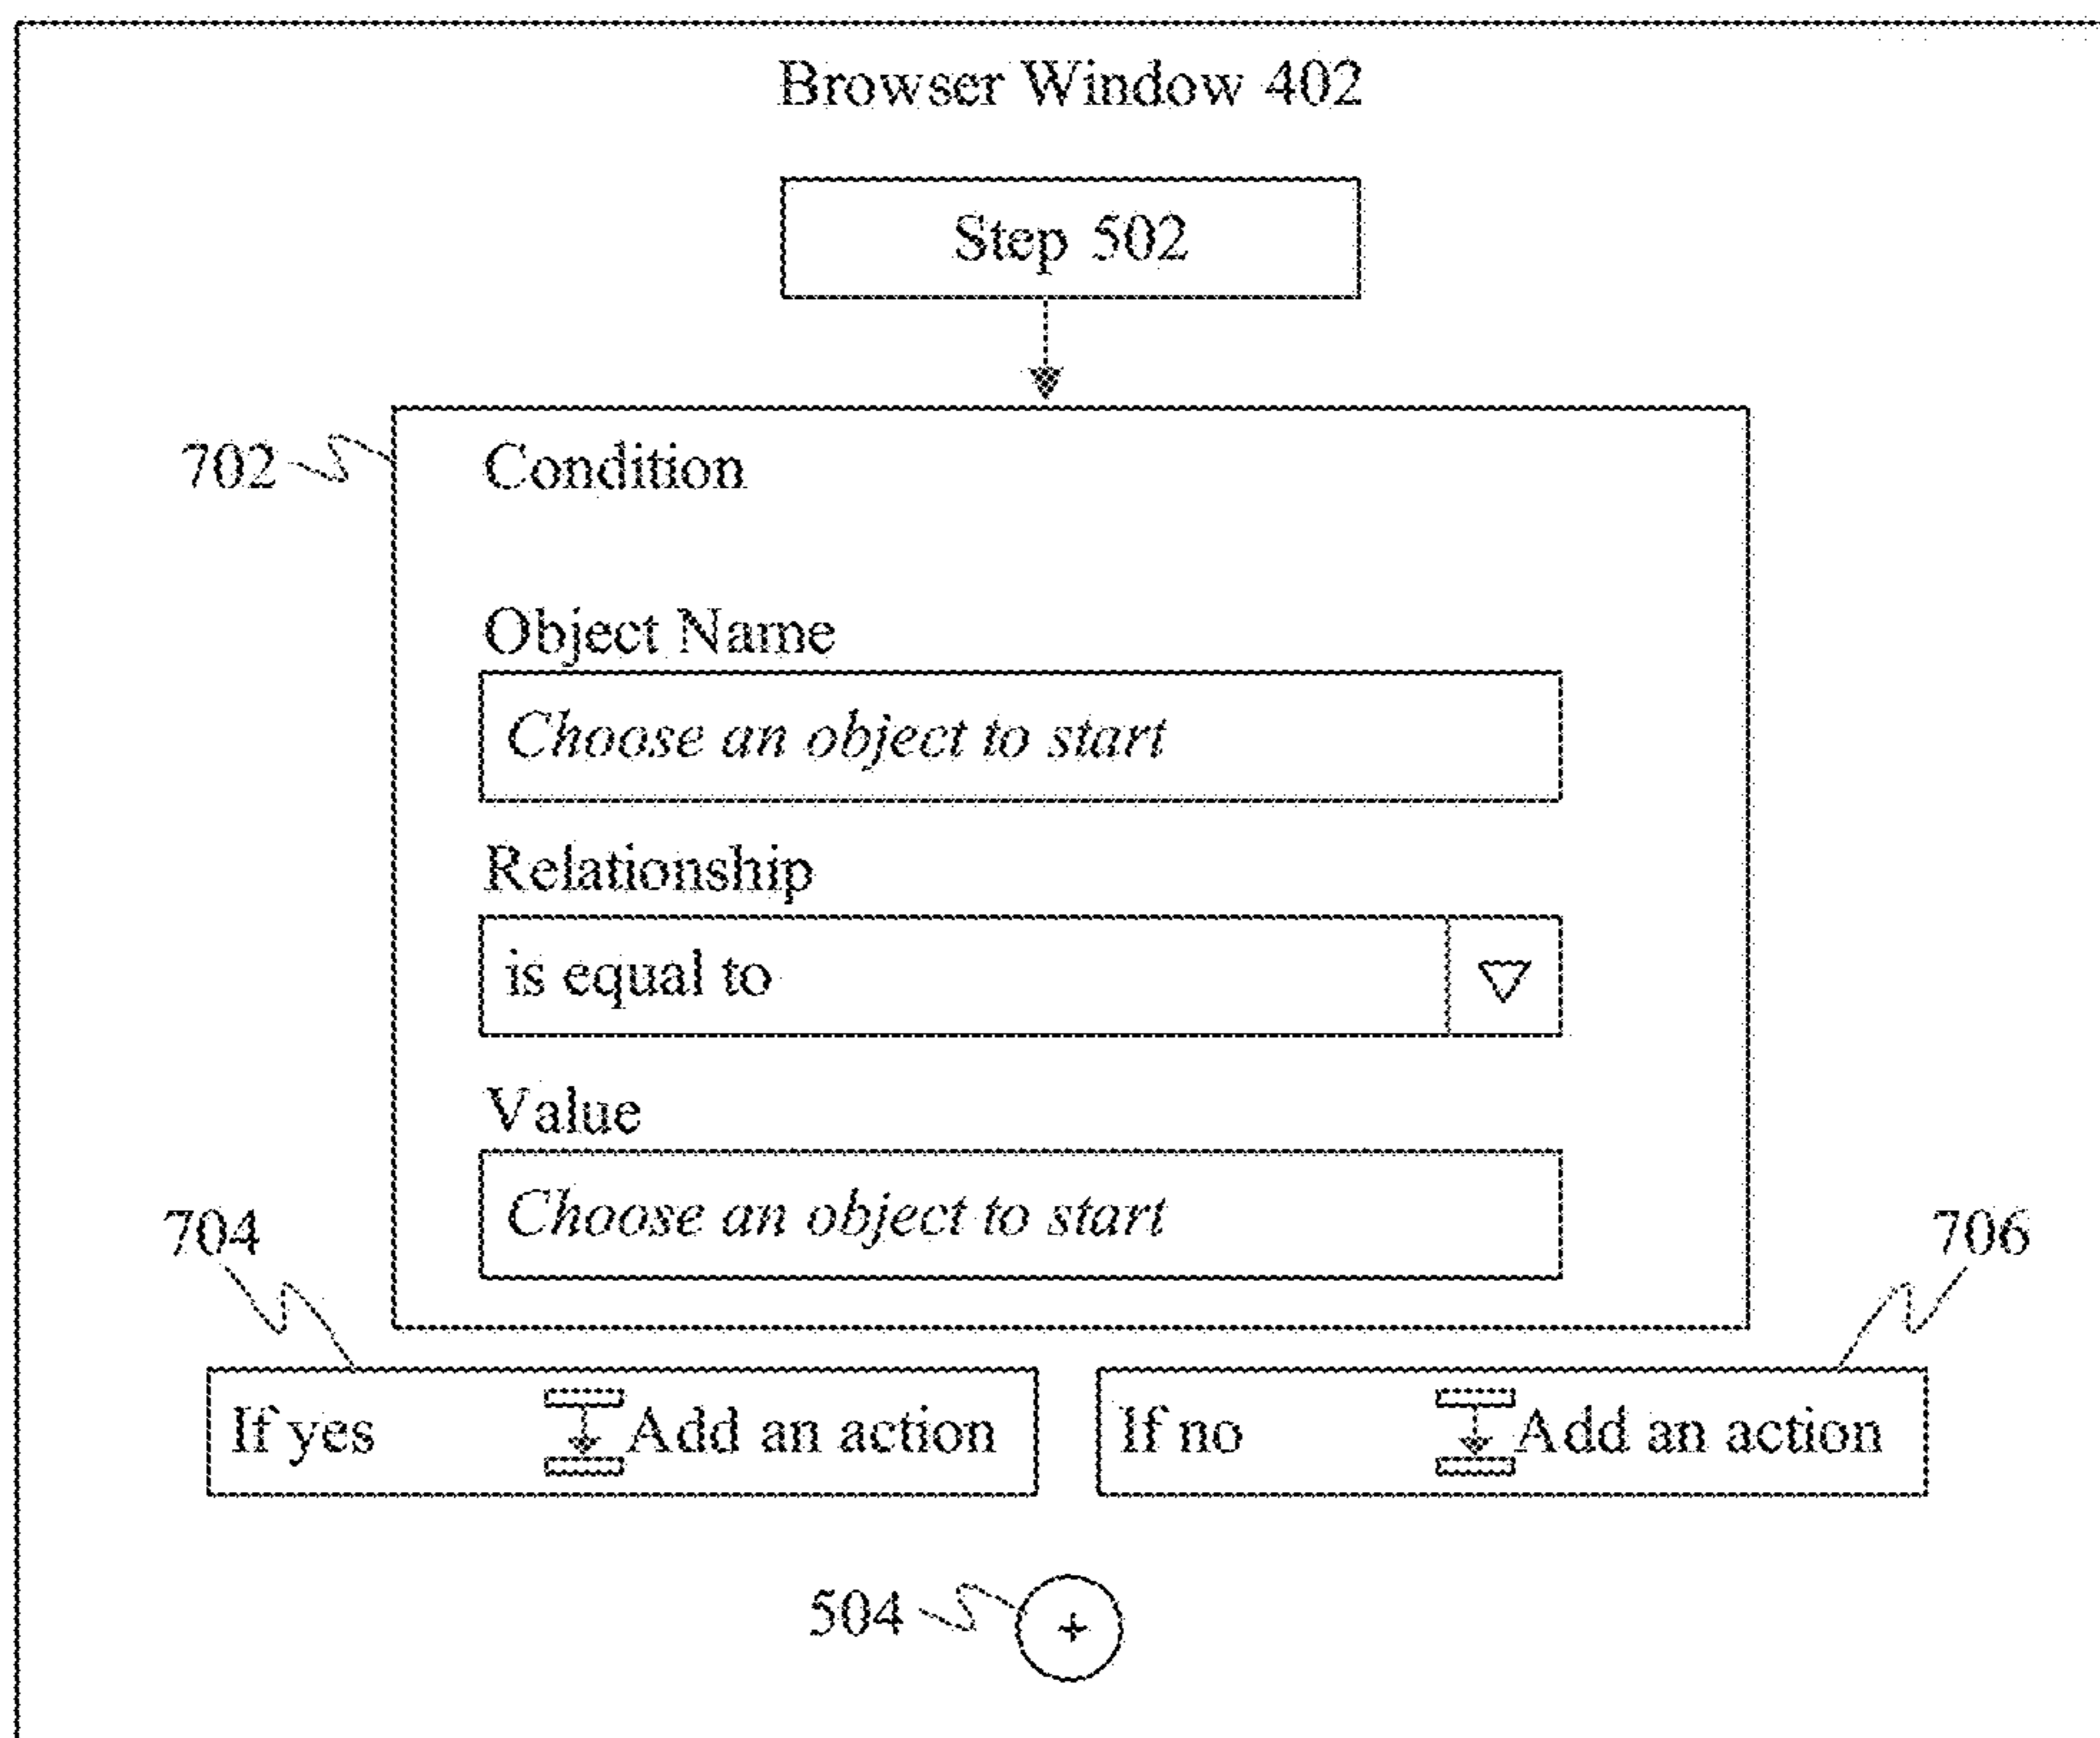 Browser Window 402
Step 502
702
Condition
Object Name
Choose an object to start
Relationship
is equal to
Value
Choose an object to start
704
706
If yes Add an action
If no Add an action
504
+